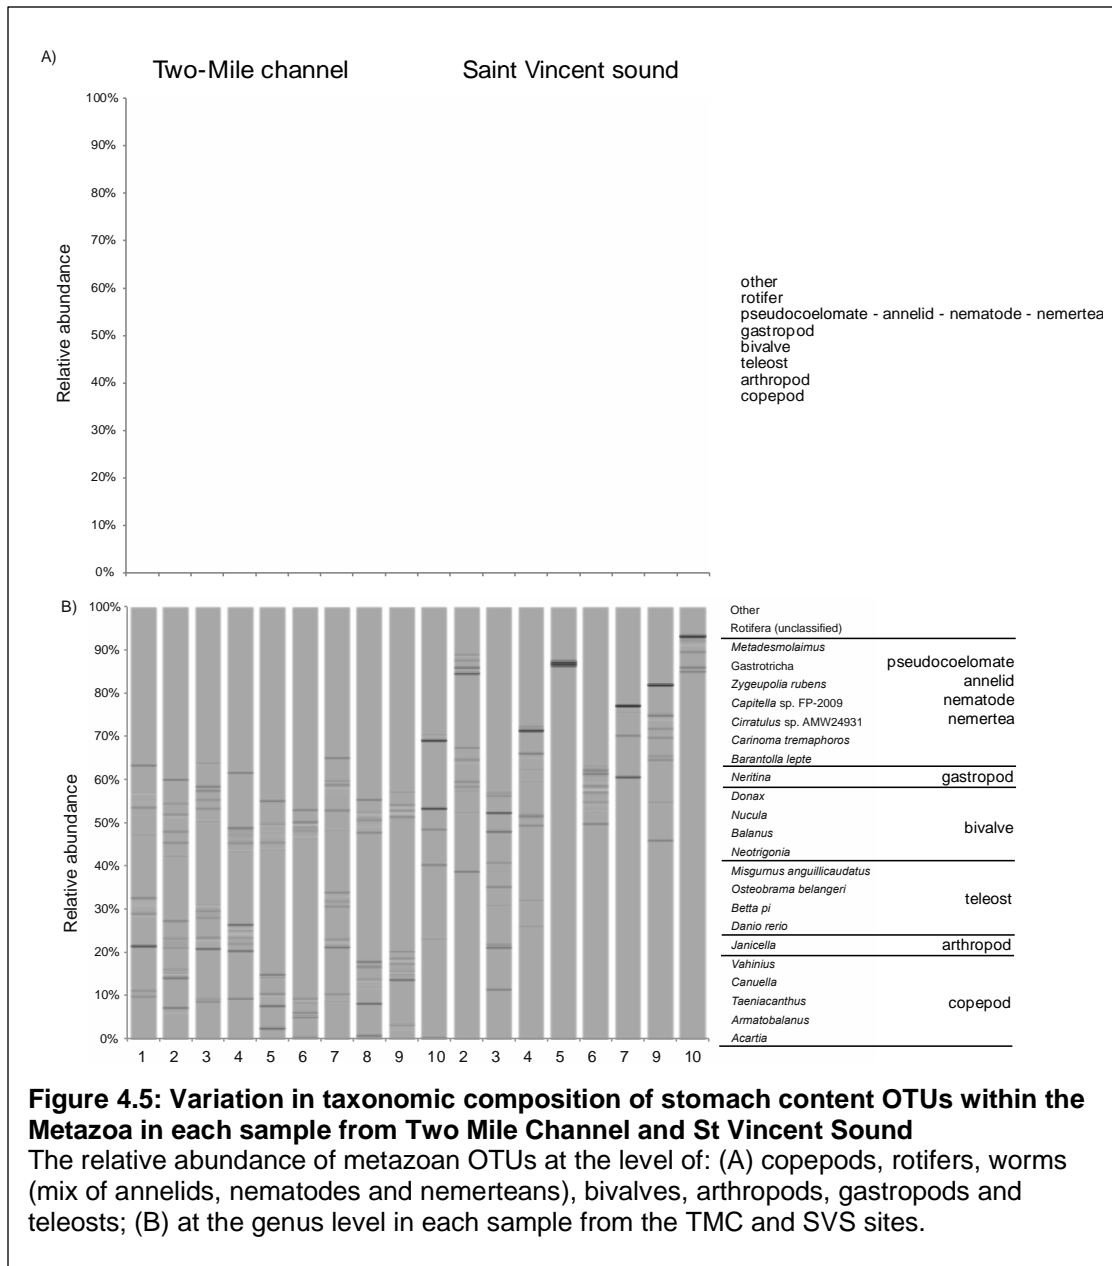 A)
Two-Mile channel
Saint Vincent sound
100%
90%
80%
70%
60%
50%
40%
30%
20%
10%
0%
Relative abundance
other
rotifer
pseudocoelomate - annelid - nematode - nemertea
gastropod
bivalve
teleost
arthropod
copepod
B)
100%
90%
80%
70%
60%
50%
40%
30%
20%
10%
0%
Relative abundance
1 2 3 4 5 6 7 8 9 10 2 3 4 5 6 7 9 10
Other
Rotifera (unclassified)
Metadesmolaimus
Gastrotricha
Zygeupolia rubens
Capitella sp. FP-2009
Cirratulus sp. AMW24931
Carinoma tremaphoros
Barantolla lepte
pseudocoelomate
annelid
nematode
nemertea
Neritina
gastropod
Donax
Nucula
Balanus
Neotrigonia
bivalve
Misgurnus anguillicaudatus
Osteobrama belangeri
Betta pi
Danio rerio
teleost
Janicella
arthropod
Vahinius
Canuella
Taeniacanthus
Armatobalanus
Acartia
copepod
Figure 4.5: Variation in taxonomic composition of stomach content OTUs within the
Metazoa in each sample from Two Mile Channel and St Vincent Sound
The relative abundance of metazoan OTUs at the level of: (A) copepods, rotifers, worms
(mix of annelids, nematodes and nemerteans), bivalves, arthropods, gastropods and
teleosts; (B) at the genus level in each sample from the TMC and SVS sites.